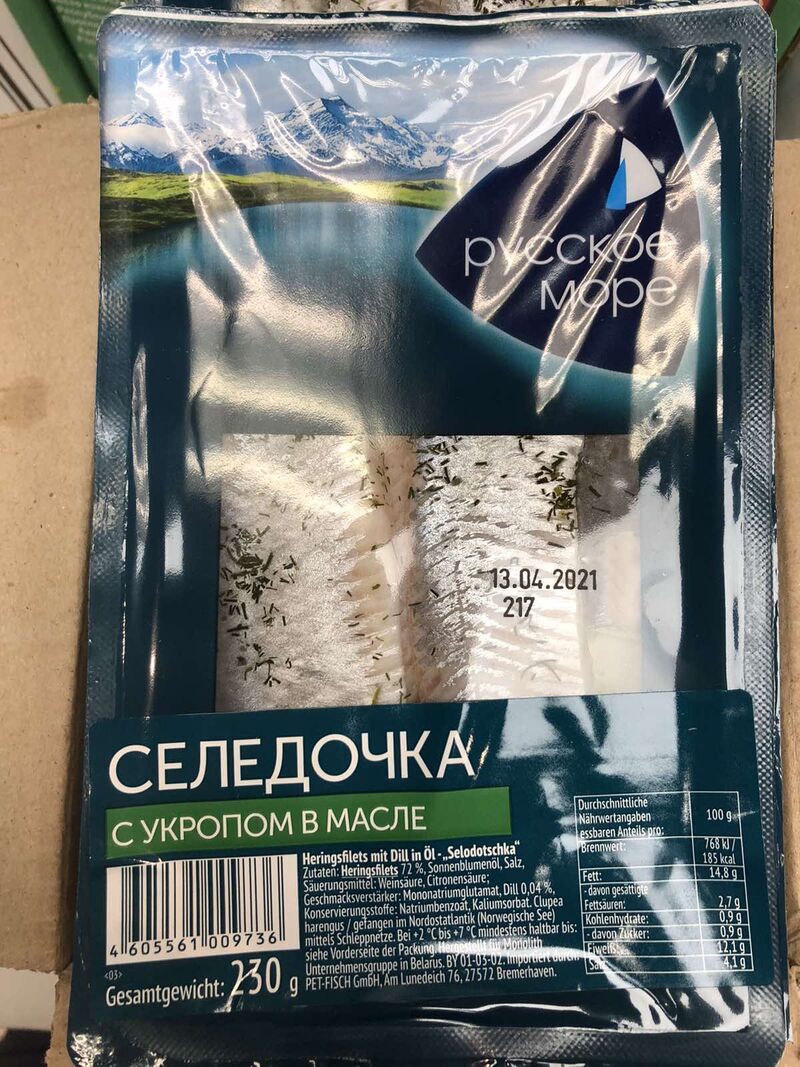 русское
море
13.04.2021
217
СЕЛЕДОЧКА
С УКРОПОМ В МАСЛЕ
Heringsfilets mit Dill in Öl - „Selodotschka“
Zutaten: Heringsfilets 72 %, Sonnenblumenöl, Salz,
Säuerungsmittel: Weinsäure, Citronensäure;
Geschmacksverstärker: Mononatriumglutamat, Dill 0,04 %,
Konservierungsstoffe: Natriumbenzoat, Kaliumsorbat. Clupea
harengus / gefangen im Nordostatlantik (Norwegische See)
mittels Schleppnetze. Bei +2 °C bis +7 °C mindestens haltbar bis:
siehe Vorderseite der Packung. Hergestellt für Modolith
Unternehmensgruppe in Belarus. BY 01-03-02. Importiert durch
PET-FISCH GmbH, Am Lunedeich 76, 27572 Bremerhaven.
4 605561 009736
<03>
Gesamtgewicht: 230 g
Durchschnittliche
Nährwertangaben
essbaren Anteils pro: 100 g
Brennwert: 768 kJ /
185 kcal
Fett: 14,8 g
- davon gesättigte
Fettsäuren: 2,7 g
Kohlenhydrate: 0,9 g
- davon Zucker: 0,9 g
Eiweiß: 12,1 g
Salz: 4,1 g